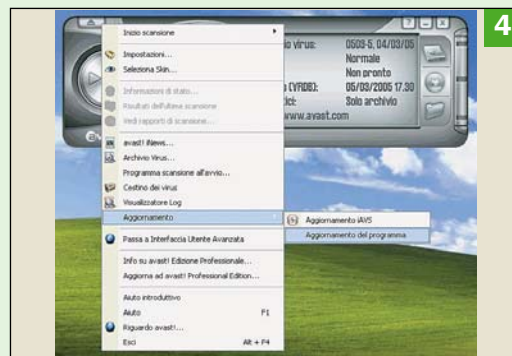 4
io virus: 0509-5, 04/03/05
Normale
Non pronto
(VRDB): 05/03/2005 17.30
Solo archivio
www.avast.com
Inizio scansione
Impostazioni...
Seleziona Skin...
Informazioni di stato...
Risultati dell'ultima scansione
Vedi rapporti di scansione...
avast! iNews...
Archivio Virus...
Programma scansione all'avvio...
Cestino dei virus
Visualizzatore Log
Aggiornamento
Aggiornamento iAVS
Aggiornamento del programma
Passa a Interfaccia Utente Avanzata
Info su avast! Edizione Professionale...
Aggiorna ad avast! Professional Edition...
Aiuto introduttivo
Aiuto F1
Riguardo avast!...
Esci Alt + F4